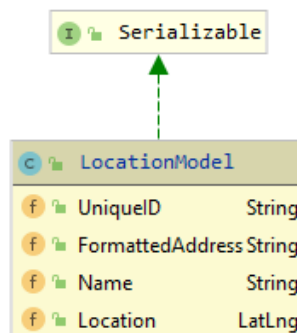 I Serializable
C LocationModel
f UniqueID String
f FormattedAddress String
f Name String
f Location LatLng